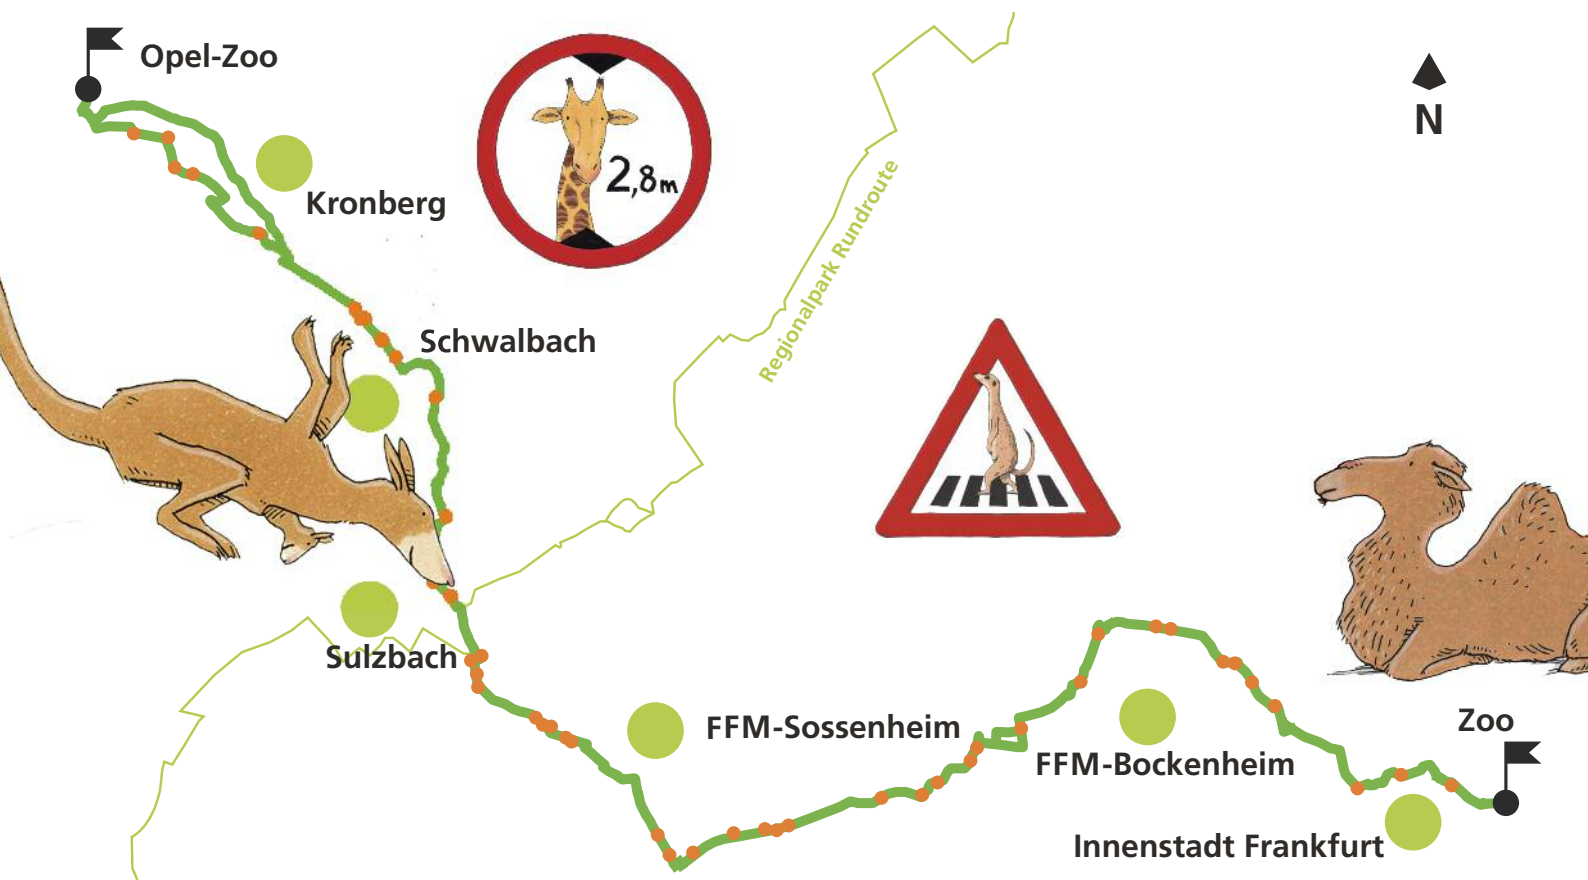 Opel-Zoo
N
Kronberg
2,8m
Regionalpark Rundroute
Schwalbach
Sulzbach
FFM-Sossenheim
FFM-Bockenheim
Zoo
Innenstadt Frankfurt